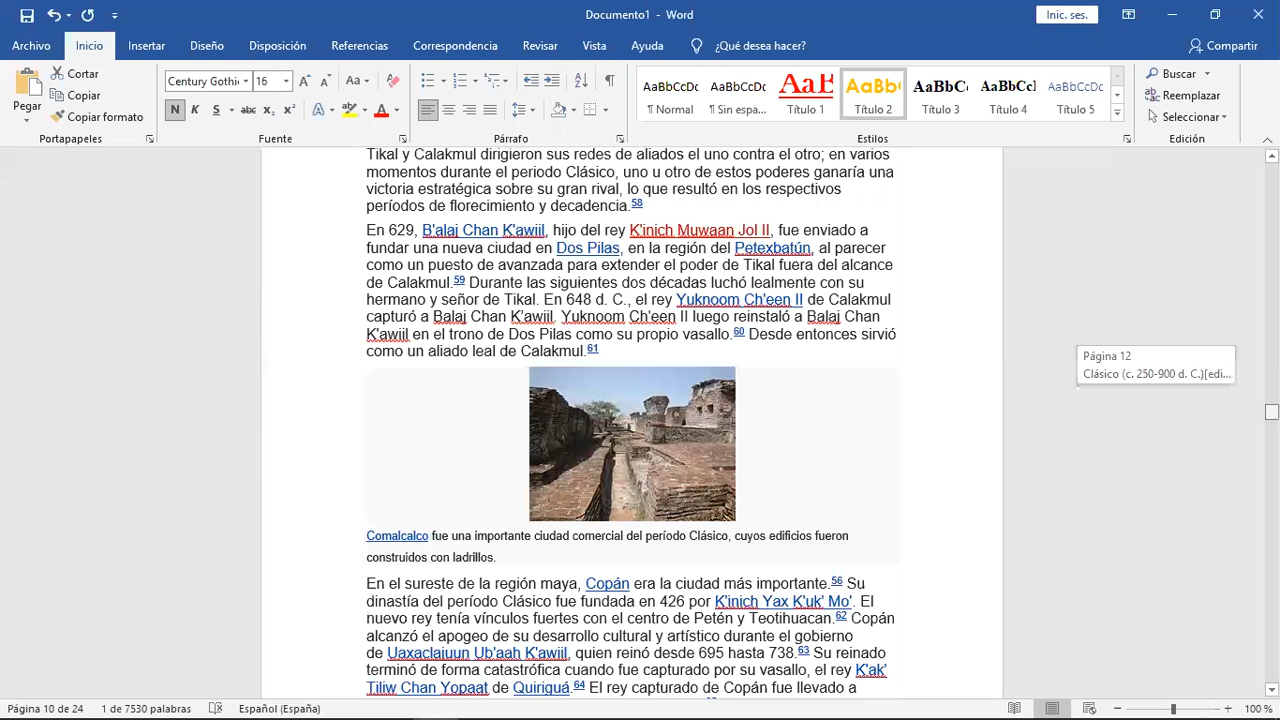 Documento1 - Word
Inic. ses.
Archivo Inicio Insertar Diseño Disposición Referencias Correspondencia Revisar Vista Ayuda ¿Qué desea hacer? Compartir
Pegar
Cortar
Copiar
Copiar formato
Portapapeles
Century Gothi 16
N K S abc x₂ x²
Fuente
Párrafo
AaBbCcDc AaBbCcDc AaB AaBb( AaBbCc AaBbCcI AaBbCcDc
¶ Normal ¶ Sin espa... Título 1 Título 2 Título 3 Título 4 Título 5
Estilos
Buscar
Reemplazar
Seleccionar
Edición
Tikal y Calakmul dirigieron sus redes de aliados el uno contra el otro; en varios
momentos durante el periodo Clásico, uno u otro de estos poderes ganaría una
victoria estratégica sobre su gran rival, lo que resultó en los respectivos
períodos de florecimiento y decadencia.58
En 629, B'alaj Chan K'awiil, hijo del rey K'inich Muwaan Jol II, fue enviado a
fundar una nueva ciudad en Dos Pilas, en la región del Petexbatún, al parecer
como un puesto de avanzada para extender el poder de Tikal fuera del alcance
de Calakmul.59 Durante las siguientes dos décadas luchó lealmente con su
hermano y señor de Tikal. En 648 d. C., el rey Yuknoom Ch'een II de Calakmul
capturó a Balaj Chan K'awiil. Yuknoom Ch'een II luego reinstaló a Balaj Chan
K'awiil en el trono de Dos Pilas como su propio vasallo.60 Desde entonces sirvió
como un aliado leal de Calakmul.61
Comalcalco fue una importante ciudad comercial del período Clásico, cuyos edificios fueron
construidos con ladrillos.
En el sureste de la región maya, Copán era la ciudad más importante.56 Su
dinastía del período Clásico fue fundada en 426 por K'inich Yax K'uk' Mo'. El
nuevo rey tenía vínculos fuertes con el centro de Petén y Teotihuacan.62 Copán
alcanzó el apogeo de su desarrollo cultural y artístico durante el gobierno
de Uaxaclajuun Ub'aah K'awiil, quien reinó desde 695 hasta 738.63 Su reinado
terminó de forma catastrófica cuando fue capturado por su vasallo, el rey K'ak'
Tiliw Chan Yopaat de Quiriguá.64 El rey capturado de Copán fue llevado a
Página 12
Clásico (c. 250-900 d. C.)[edi...
Página 10 de 24 1 de 7530 palabras Español (España) 100 %